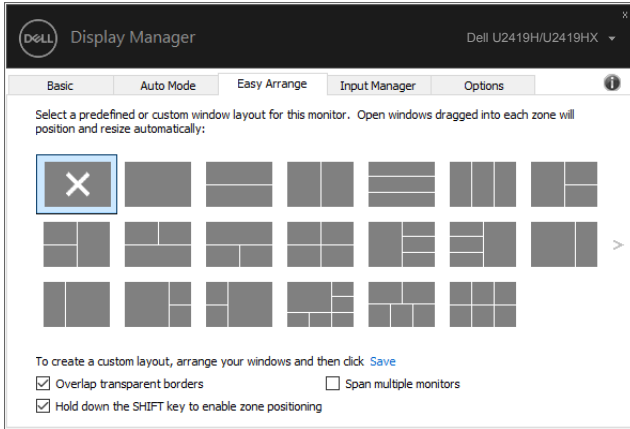 x
DELL Display Manager Dell U2419H/U2419HX
Basic Auto Mode Easy Arrange Input Manager Options i
Select a predefined or custom window layout for this monitor. Open windows dragged into each zone will
position and resize automatically:
>
To create a custom layout, arrange your windows and then click Save
Overlap transparent borders Span multiple monitors
Hold down the SHIFT key to enable zone positioning